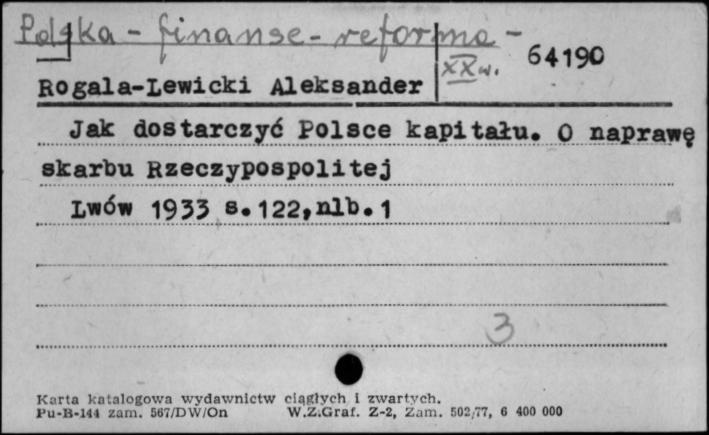 Polska - finanse - reforma -
XX w.
64190
Rogala-Lewicki Aleksander
Jak dostarczyć Polsce kapitału. O naprawę
skarbu Rzeczypospolitej
Lwów 1933 s.122,nlb.1
3
Karta katalogowa wydawnictw ciągłych i zwartych.
Pu-B-144 zam. 567/DW/On W.Z.Graf. Z-2, Zam. 502/77, 6 400 000